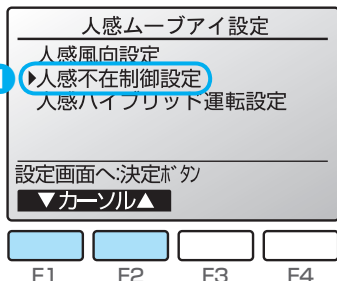 人感ムーブアイ設定
人感風向設定
1 ▶人感不在制御設定
人感ハイブリッド運転設定
設定画面へ:決定ボタン
▼カーソル▲
F1 F2 F3 F4